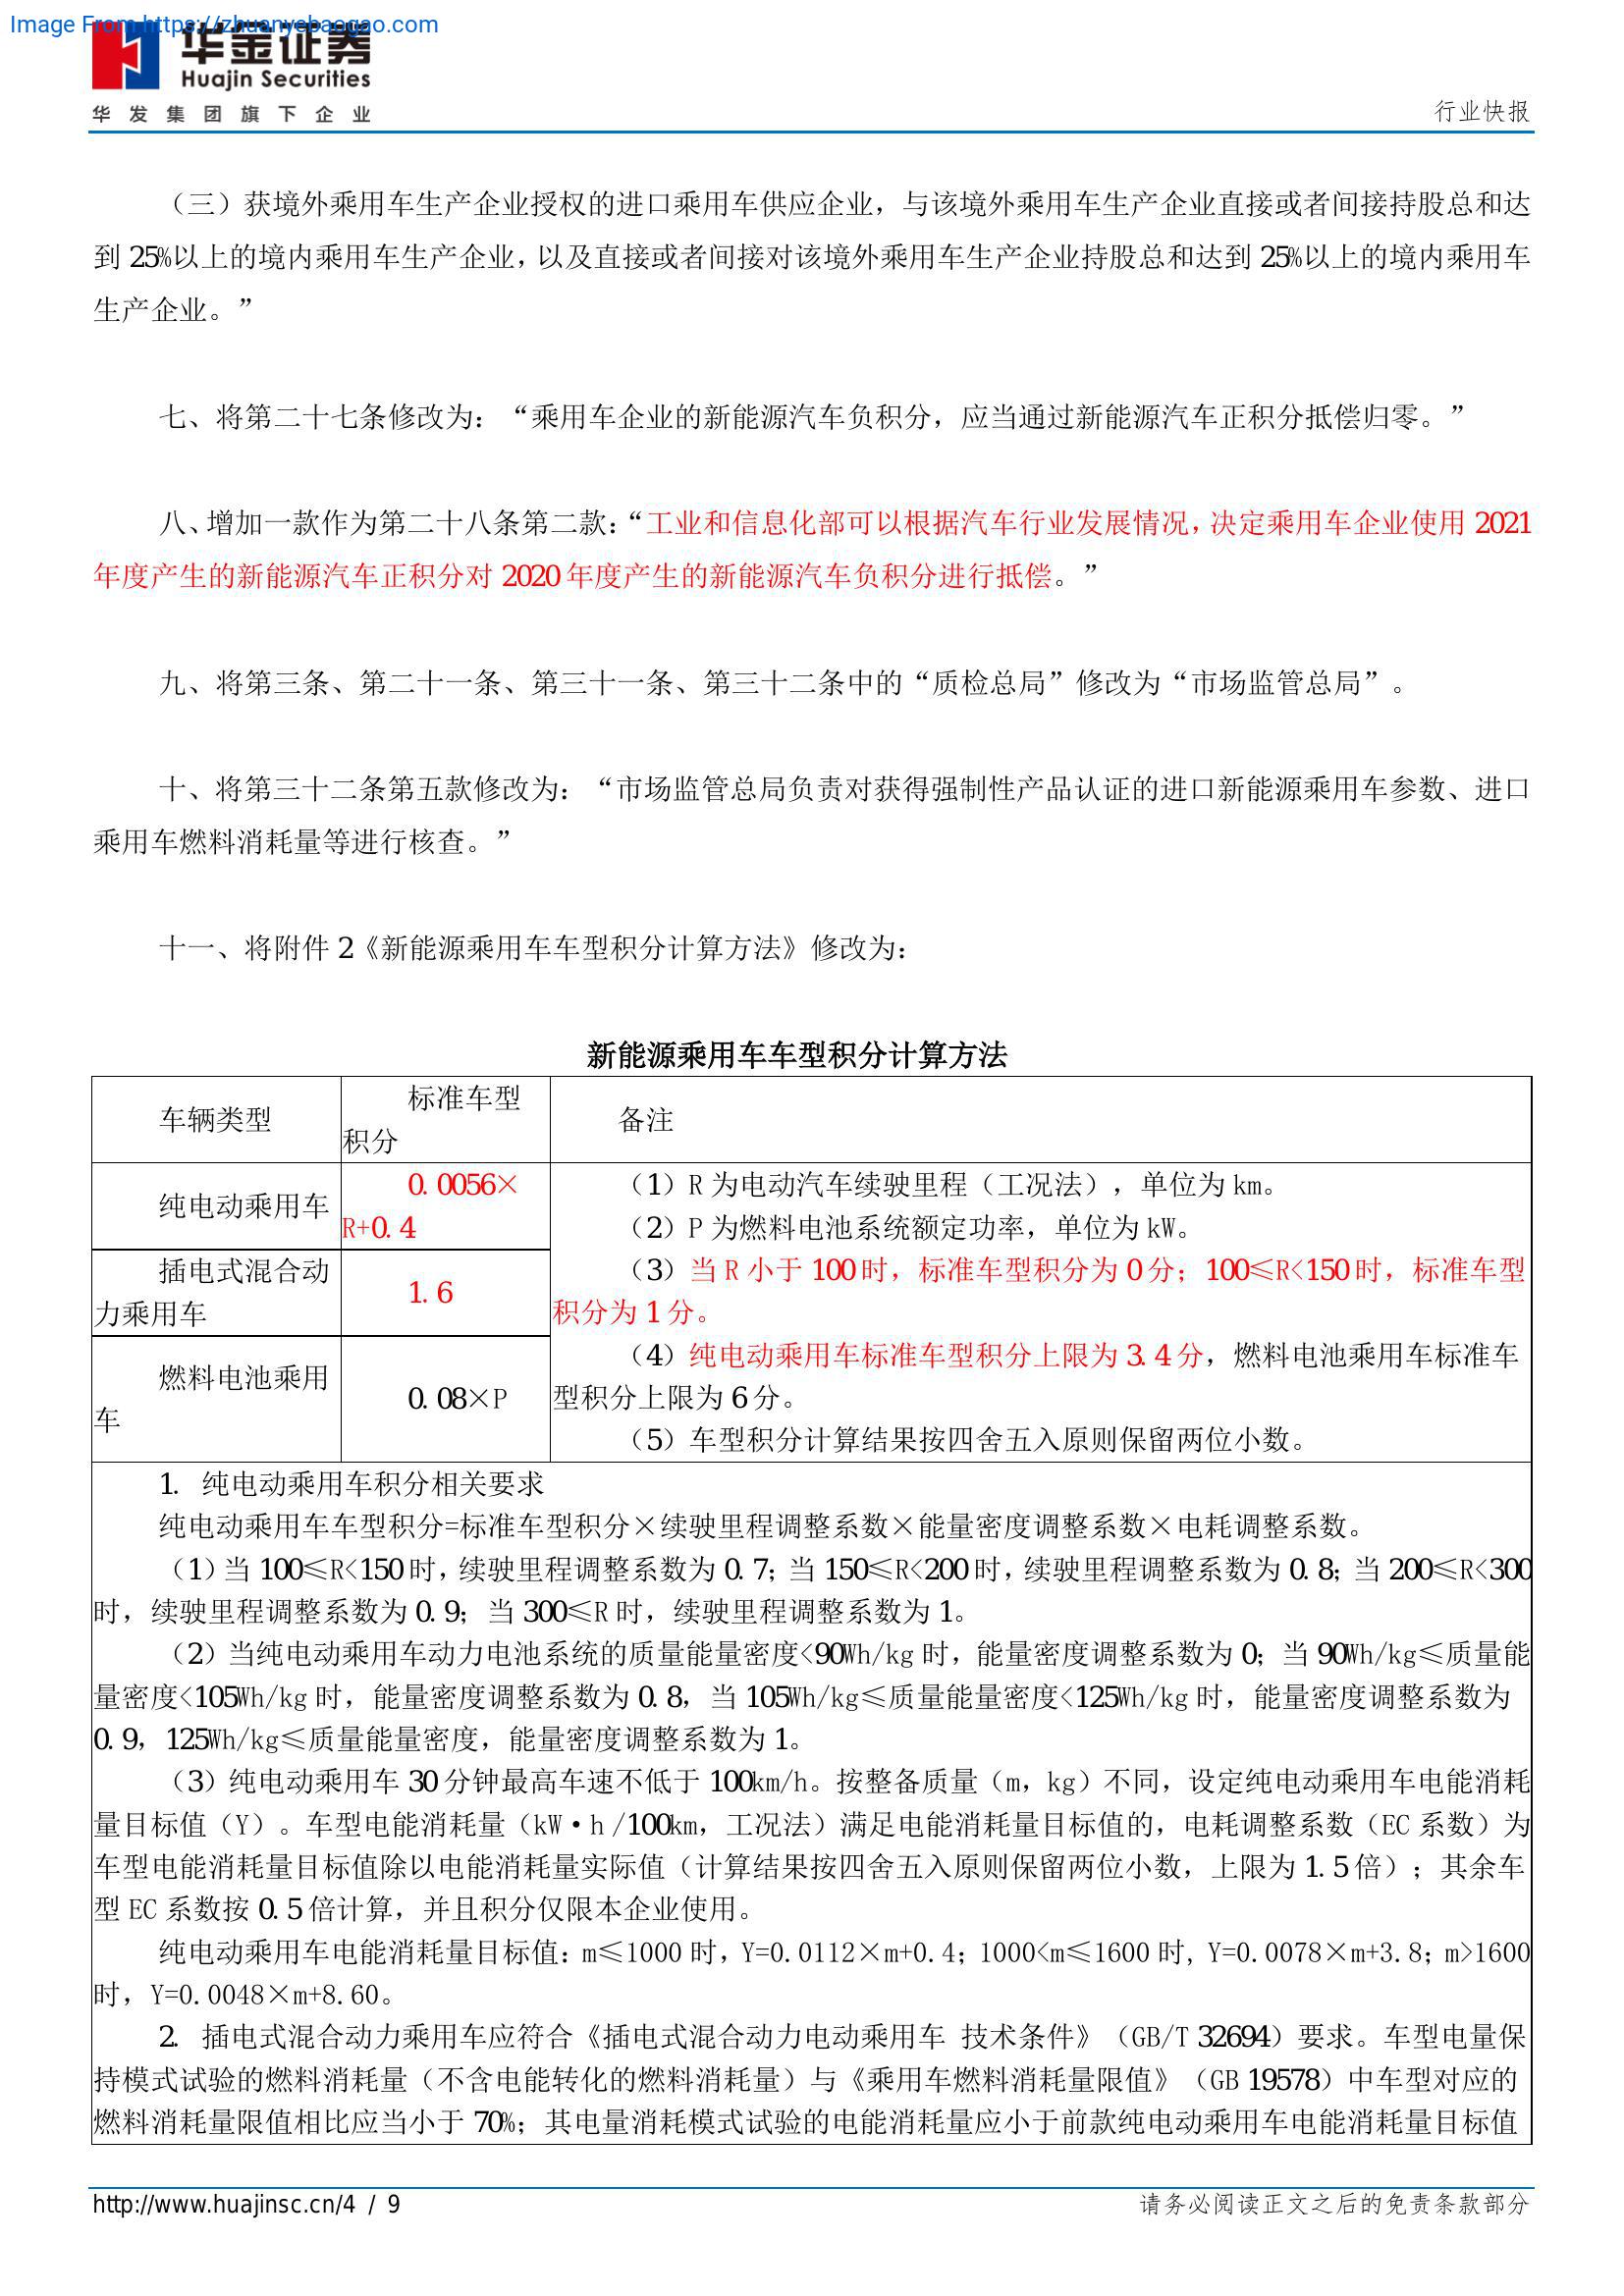 Image From https://zhuanyebaogao.com
华金证券
Huajin Securities
华发集团旗下企业
行业快报
（三）获境外乘用车生产企业授权的进口乘用车供应企业，与该境外乘用车生产企业直接或者间接持股总和达
到 25%以上的境内乘用车生产企业，以及直接或者间接对该境外乘用车生产企业持股总和达到 25%以上的境内乘用车
生产企业。”
七、将第二十七条修改为：“乘用车企业的新能源汽车负积分，应当通过新能源汽车正积分抵偿归零。”
八、增加一款作为第二十八条第二款：“工业和信息化部可以根据汽车行业发展情况，决定乘用车企业使用 2021
年度产生的新能源汽车正积分对 2020 年度产生的新能源汽车负积分进行抵偿。”
九、将第三条、第二十一条、第三十一条、第三十二条中的“质检总局”修改为“市场监管总局”。
十、将第三十二条第五款修改为：“市场监管总局负责对获得强制性产品认证的进口新能源乘用车参数、进口
乘用车燃料消耗量等进行核查。”
十一、将附件 2《新能源乘用车车型积分计算方法》修改为：
新能源乘用车车型积分计算方法
车辆类型
标准车型
积分
备注
纯电动乘用车
0.0056×
R+0.4
插电式混合动
力乘用车
1.6
燃料电池乘用
车
0.08×P
（1）R 为电动汽车续驶里程（工况法），单位为 km。
（2）P 为燃料电池系统额定功率，单位为 kW。
（3）当 R 小于 100 时，标准车型积分为 0 分；100≤R<150 时，标准车型
积分为 1 分。
（4）纯电动乘用车标准车型积分上限为 3.4 分，燃料电池乘用车标准车
型积分上限为 6 分。
（5）车型积分计算结果按四舍五入原则保留两位小数。
1. 纯电动乘用车积分相关要求
纯电动乘用车车型积分=标准车型积分×续驶里程调整系数×能量密度调整系数×电耗调整系数。
（1）当 100≤R<150 时，续驶里程调整系数为 0.7；当 150≤R<200 时，续驶里程调整系数为 0.8；当 200≤R<300
时，续驶里程调整系数为 0.9；当 300≤R 时，续驶里程调整系数为 1。
（2）当纯电动乘用车动力电池系统的质量能量密度<90Wh/kg 时，能量密度调整系数为 0；当 90Wh/kg≤质量能
量密度<105Wh/kg 时，能量密度调整系数为 0.8，当 105Wh/kg≤质量能量密度<125Wh/kg 时，能量密度调整系数为
0.9，125Wh/kg≤质量能量密度，能量密度调整系数为 1。
（3）纯电动乘用车 30 分钟最高车速不低于 100km/h。按整备质量（m，kg）不同，设定纯电动乘用车电能消耗
量目标值（Y）。车型电能消耗量（kW·h /100km，工况法）满足电能消耗量目标值的，电耗调整系数（EC 系数）为
车型电能消耗量目标值除以电能消耗量实际值（计算结果按四舍五入原则保留两位小数，上限为 1.5 倍）；其余车
型 EC 系数按 0.5 倍计算，并且积分仅限本企业使用。
纯电动乘用车电能消耗量目标值：m≤1000 时，Y=0.0112×m+0.4；1000<m≤1600 时, Y=0.0078×m+3.8；m>1600
时，Y=0.0048×m+8.60。
2. 插电式混合动力乘用车应符合《插电式混合动力电动乘用车 技术条件》（GB/T 32694）要求。车型电量保
持模式试验的燃料消耗量（不含电能转化的燃料消耗量）与《乘用车燃料消耗量限值》（GB 19578）中车型对应的
燃料消耗量限值相比应当小于 70%；其电量消耗模式试验的电能消耗量应小于前款纯电动乘用车电能消耗量目标值
http://www.huajinsc.cn/4 / 9
请务必阅读正文之后的免责条款部分